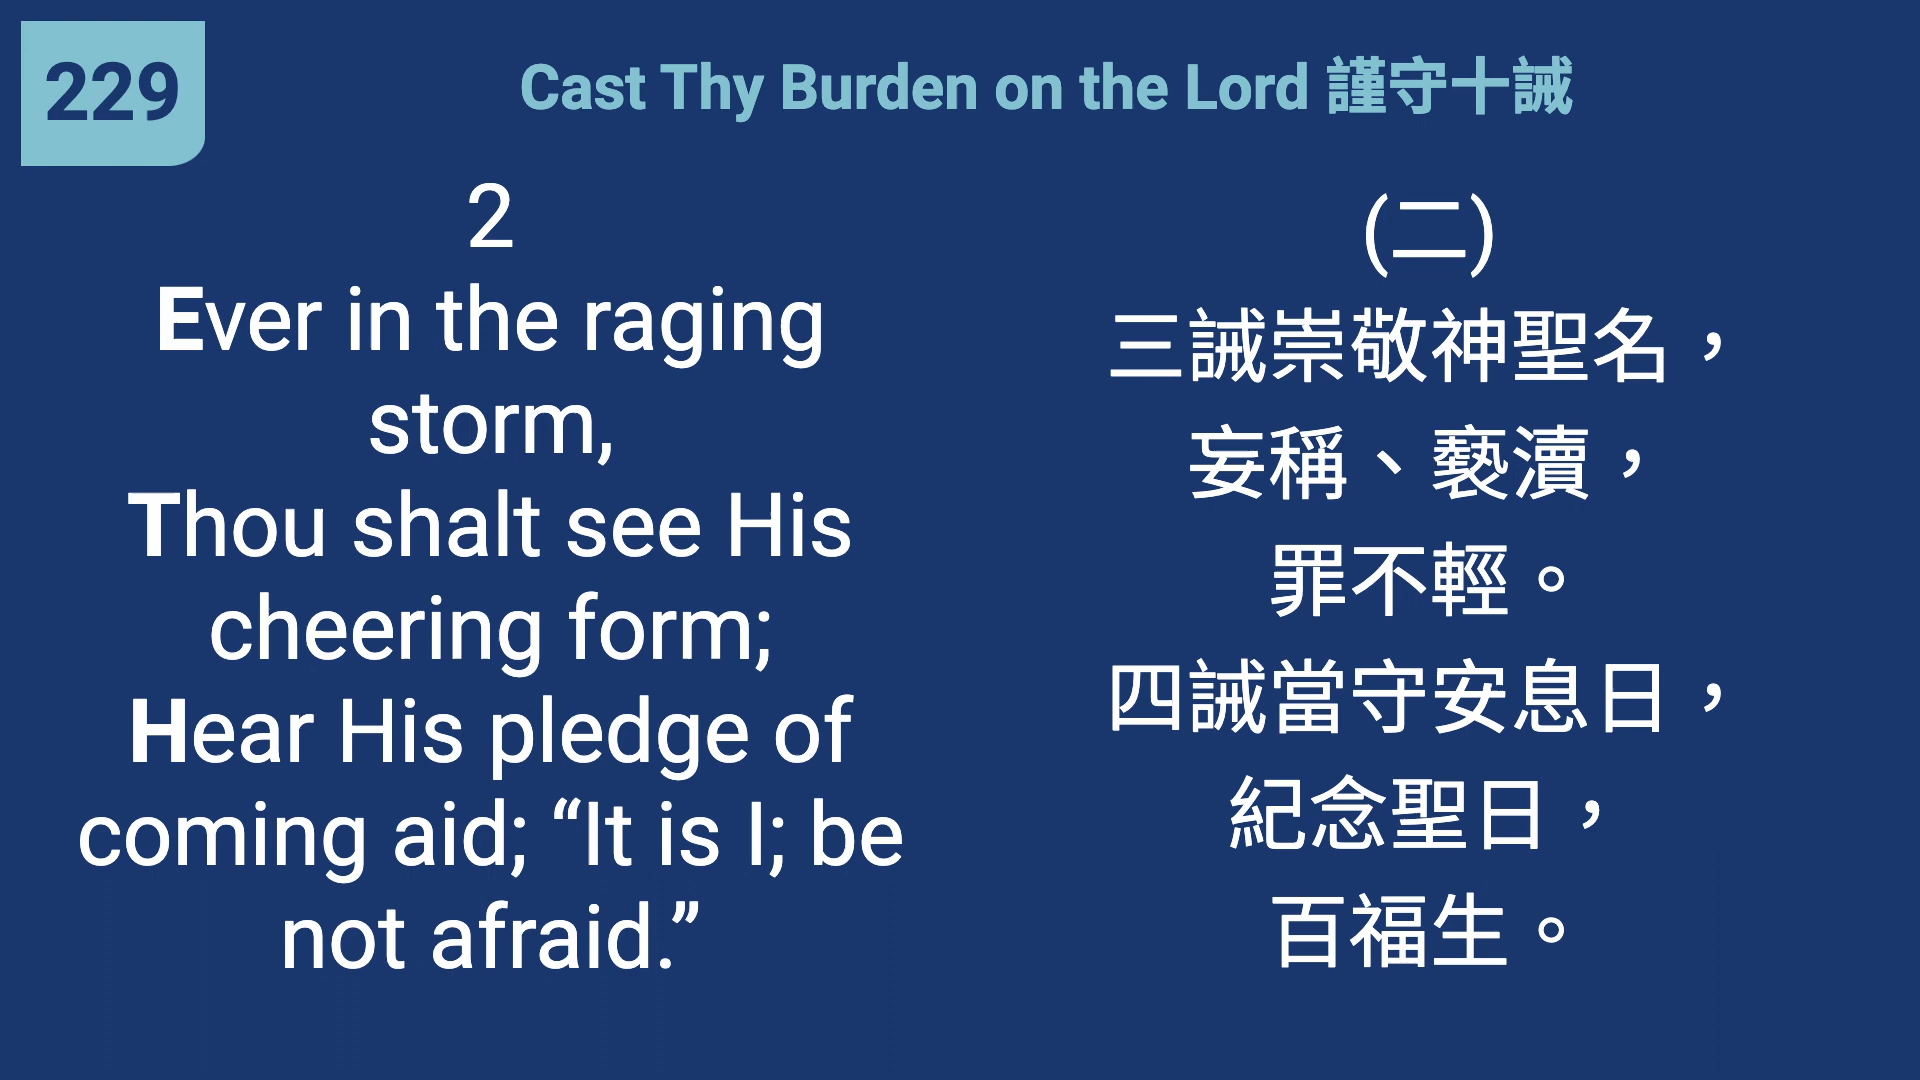 229
Cast Thy Burden on the Lord 謹守十誡
2
Ever in the raging
storm,
Thou shalt see His
cheering form;
Hear His pledge of
coming aid; “It is I; be
not afraid.”
(二)
三誡崇敬神聖名，
妄稱、褻瀆，
罪不輕。
四誡當守安息日，
紀念聖日，
百福生。